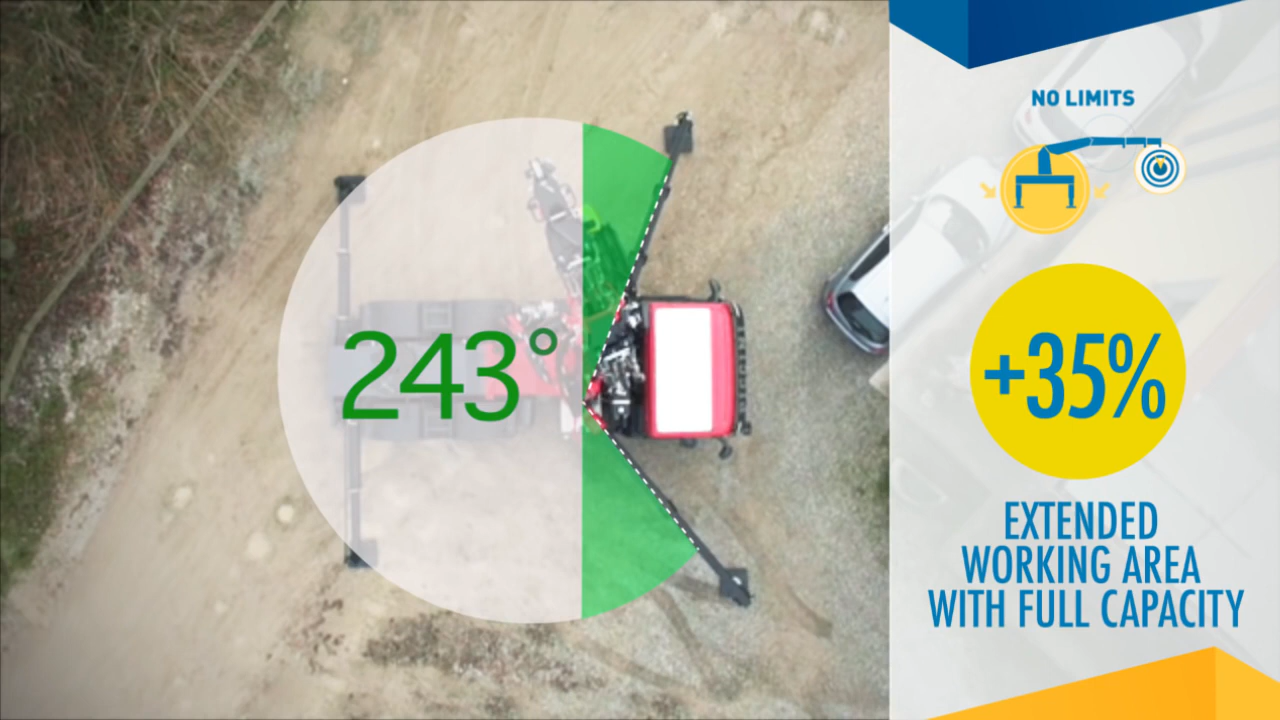 243°
NO LIMITS
+35%
EXTENDED
WORKING AREA
WITH FULL CAPACITY